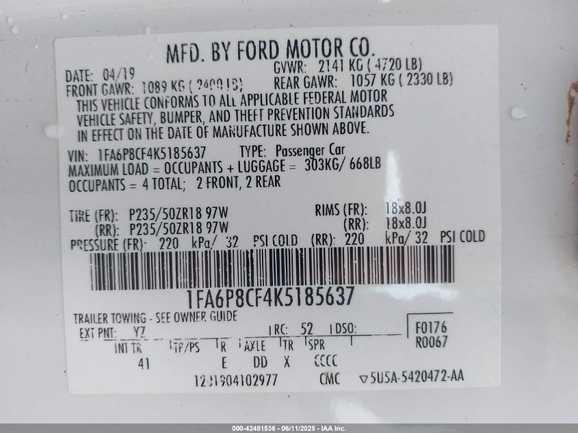 MFD. BY FORD MOTOR CO.
DATE: 04/19 GVWR: 2141 KG ( 4720 LB)
FRONT GAWR: 1089 KG ( 2400 LB) REAR GAWR: 1057 KG ( 2330 LB)
THIS VEHICLE CONFORMS TO ALL APPLICABLE FEDERAL MOTOR
VEHICLE SAFETY, BUMPER, AND THEFT PREVENTION STANDARDS
IN EFFECT ON THE DATE OF MANUFACTURE SHOWN ABOVE.
VIN: 1FA6P8CF4K5185637 TYPE: Passenger Car
MAXIMUM LOAD = OCCUPANTS + LUGGAGE = 303KG/ 668LB
OCCUPANTS = 4 TOTAL; 2 FRONT, 2 REAR
TIRE (FR): P235/50ZR18 97W RIMS (FR): 18x8.0J
(RR): P235/50ZR18 97W (RR): 18x8.0J
PRESSURE (FR): 220 kPa/ 32 PSI COLD (RR): 220 kPa/ 32 PSI COLD
1FA6P8CF4K5185637
TRAILER TOWING - SEE OWNER GUIDE
EXT PNT: YZ RC: 52 DSO: F0176
INT TR TP/PS R AXLE TR SPR R0067
41 E DD X CCCC
CMC ▽5U5A-5420472-AA
000-42481536 - 06/11/2025 - IAA Inc.